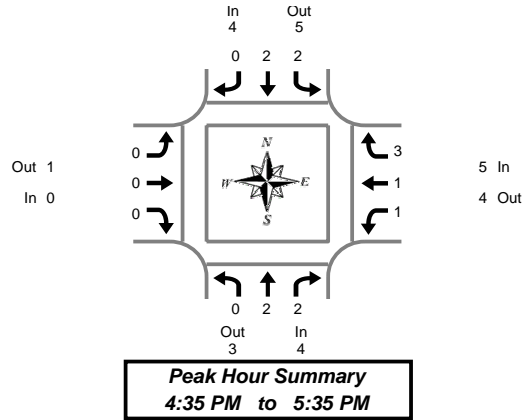 In Out
4 5
0 2 2
N
W E
S
0
0
0
3
1
1
Out 1
In 0
5 In
4 Out
0 2 2
Out In
3 4
Peak Hour Summary
4:35 PM to 5:35 PM